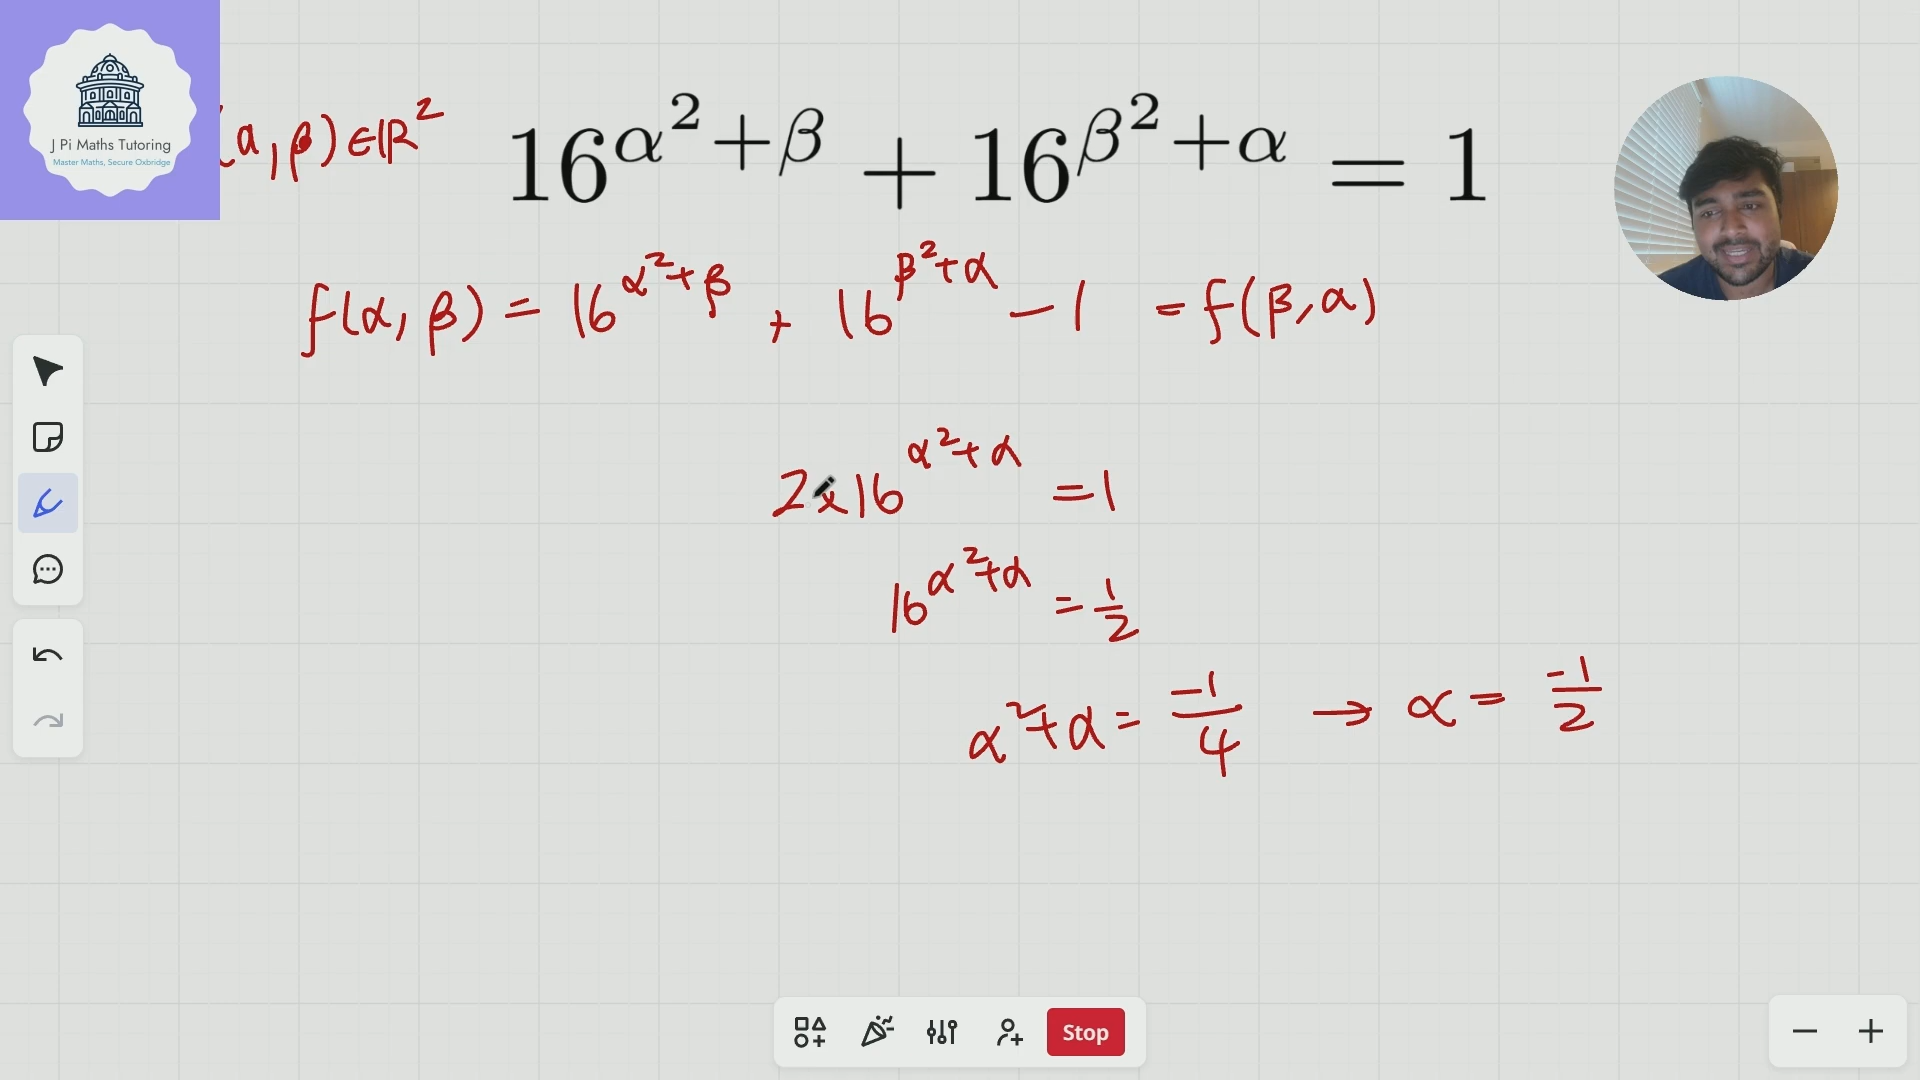 J Pi Maths Tutoring
Master Maths, Secure Oxbridge
(α, β) ∈ ℝ²
16^{α²+β} + 16^{β²+α} = 1
f(α, β) = 16^{α²+β} + 16^{β²+α} − 1 = f(β, α)
2×16^{α²+α} = 1
16^{α²+α} = 1/2
α²+α = −1/4 → α = −1/2
Stop